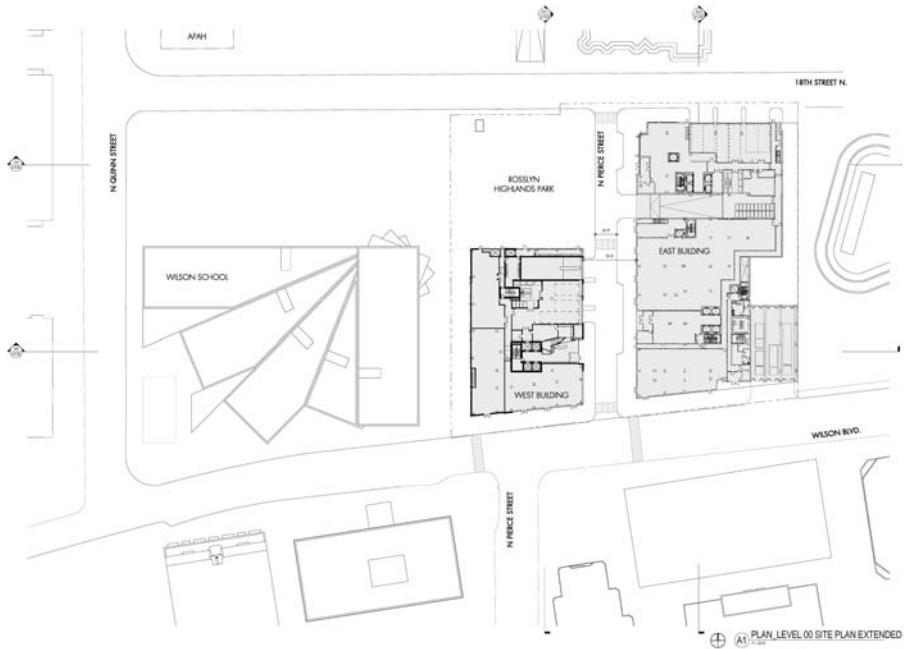 APAH
18TH STREET N.
N QUINN STREET
N PIERCE STREET
ROSSLYN
HIGHLANDS PARK
EAST BUILDING
WILSON SCHOOL
WEST BUILDING
WILSON BLVD.
N PIERCE STREET
A1 PLAN_LEVEL 00 SITE PLAN EXTENDED